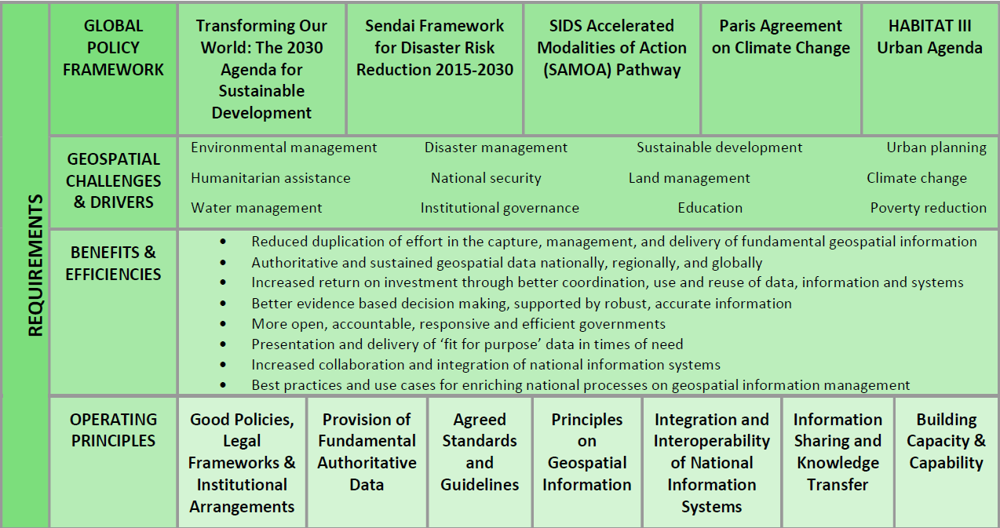 REQUIREMENTS
GLOBAL
POLICY
FRAMEWORK
Transforming Our
World: The 2030
Agenda for
Sustainable
Development
Sendai Framework
for Disaster Risk
Reduction 2015-2030
SIDS Accelerated
Modalities of Action
(SAMOA) Pathway
Paris Agreement
on Climate Change
HABITAT III
Urban Agenda
GEOSPATIAL
CHALLENGES
& DRIVERS
Environmental management Disaster management Sustainable development Urban planning
Humanitarian assistance National security Land management Climate change
Water management Institutional governance Education Poverty reduction
BENEFITS &
EFFICIENCIES
• Reduced duplication of effort in the capture, management, and delivery of fundamental geospatial information
• Authoritative and sustained geospatial data nationally, regionally, and globally
• Increased return on investment through better coordination, use and reuse of data, information and systems
• Better evidence based decision making, supported by robust, accurate information
• More open, accountable, responsive and efficient governments
• Presentation and delivery of ‘fit for purpose’ data in times of need
• Increased collaboration and integration of national information systems
• Best practices and use cases for enriching national processes on geospatial information management
OPERATING
PRINCIPLES
Good Policies,
Legal
Frameworks &
Institutional
Arrangements
Provision of
Fundamental
Authoritative
Data
Agreed
Standards
and
Guidelines
Principles
on
Geospatial
Information
Integration and
Interoperability
of National
Information
Systems
Information
Sharing and
Knowledge
Transfer
Building
Capacity &
Capability